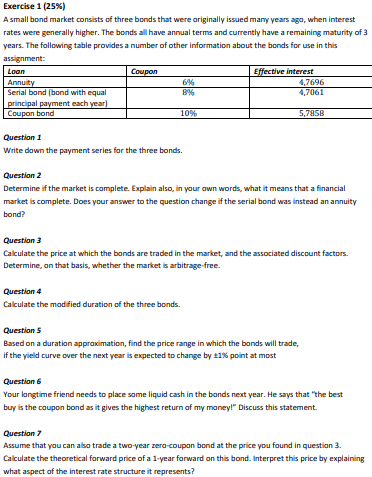 Exercise 1 (25%)
A small bond market consists of three bonds that were originally issued many years ago, when interest
rates were generally higher. The bonds all have annual terms and currently have a remaining maturity of 3
years. The following table provides a number of other information about the bonds for use in this
assignment:
Loan Coupon Effective interest
Annuity 6% 4,7696
Serial bond (bond with equal 8% 4,7061
principal payment each year)
Coupon bond 10% 5,7858
Question 1
Write down the payment series for the three bonds.
Question 2
Determine if the market is complete. Explain also, in your own words, what it means that a financial
market is complete. Does your answer to the question change if the serial bond was instead an annuity
bond?
Question 3
Calculate the price at which the bonds are traded in the market, and the associated discount factors.
Determine, on that basis, whether the market is arbitrage-free.
Question 4
Calculate the modified duration of the three bonds.
Question 5
Based on a duration approximation, find the price range in which the bonds will trade,
if the yield curve over the next year is expected to change by ±1% point at most
Question 6
Your longtime friend needs to place some liquid cash in the bonds next year. He says that "the best
buy is the coupon bond as it gives the highest return of my money!" Discuss this statement.
Question 7
Assume that you can also trade a two-year zero-coupon bond at the price you found in question 3.
Calculate the theoretical forward price of a 1-year forward on this bond. Interpret this price by explaining
what aspect of the interest rate structure it represents?